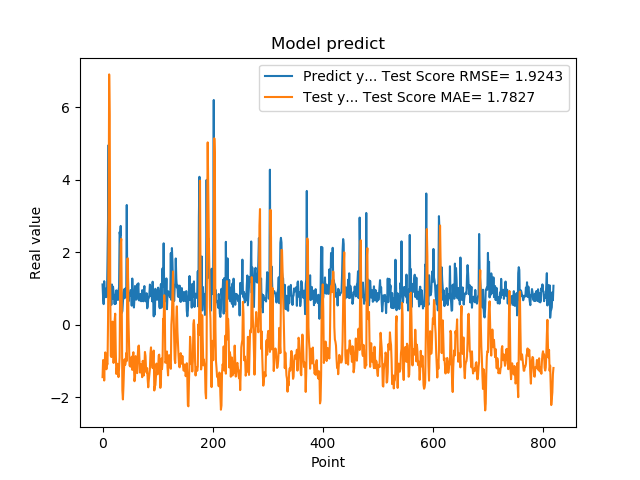 Model predict
Predict y... Test Score RMSE= 1.9243
Test y... Test Score MAE= 1.7827
6
4
2
0
−2
Real value
0 200 400 600 800
Point